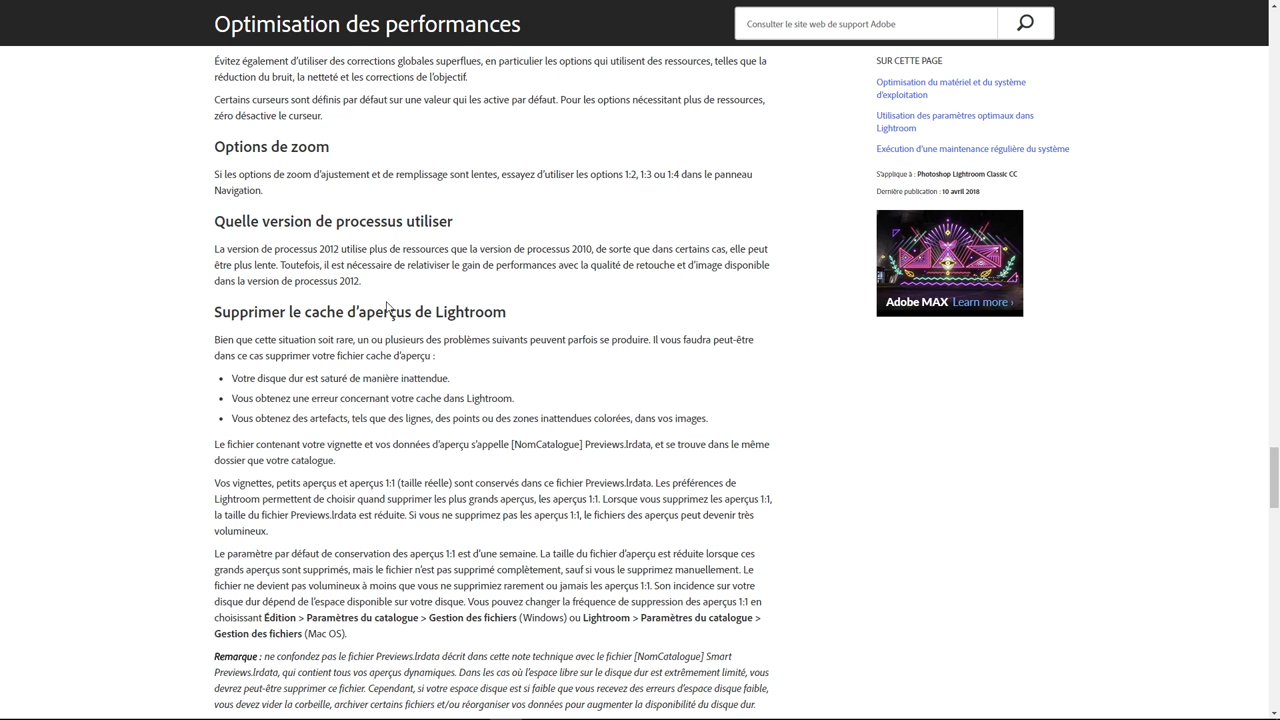 Optimisation des performances
Consulter le site web de support Adobe
Évitez également d’utiliser des corrections globales superflues, en particulier les options qui utilisent des ressources, telles que la
réduction du bruit, la netteté et les corrections de l’objectif.
Certains curseurs sont définis par défaut sur une valeur qui les active par défaut. Pour les options nécessitant plus de ressources,
zéro désactive le curseur.
Options de zoom
Si les options de zoom d’ajustement et de remplissage sont lentes, essayez d’utiliser les options 1:2, 1:3 ou 1:4 dans le panneau
Navigation.
Quelle version de processus utiliser
La version de processus 2012 utilise plus de ressources que la version de processus 2010, de sorte que dans certains cas, elle peut
être plus lente. Toutefois, il est nécessaire de relativiser le gain de performances avec la qualité de retouche et d’image disponible
dans la version de processus 2012.
Supprimer le cache d’aperçus de Lightroom
Bien que cette situation soit rare, un ou plusieurs des problèmes suivants peuvent parfois se produire. Il vous faudra peut-être
dans ce cas supprimer votre fichier cache d’aperçu :
• Votre disque dur est saturé de manière inattendue.
• Vous obtenez une erreur concernant votre cache dans Lightroom.
• Vous obtenez des artefacts, tels que des lignes, des points ou des zones inattendues colorées, dans vos images.
Le fichier contenant votre vignette et vos données d’aperçu s’appelle [NomCatalogue] Previews.lrdata, et se trouve dans le même
dossier que votre catalogue.
Vos vignettes, petits aperçus et aperçus 1:1 (taille réelle) sont conservés dans ce fichier Previews.lrdata. Les préférences de
Lightroom permettent de choisir quand supprimer les plus grands aperçus, les aperçus 1:1. Lorsque vous supprimez les aperçus 1:1,
la taille du fichier Previews.lrdata est réduite. Si vous ne supprimez pas les aperçus 1:1, le fichiers des aperçus peut devenir très
volumineux.
Le paramètre par défaut de conservation des aperçus 1:1 est d’une semaine. La taille du fichier d’aperçu est réduite lorsque ces
grands aperçus sont supprimés, mais le fichier n’est pas supprimé complètement, sauf si vous le supprimez manuellement. Le
fichier ne devient pas volumineux à moins que vous ne supprimiez rarement ou jamais les aperçus 1:1. Son incidence sur votre
disque dur dépend de l’espace disponible sur votre disque. Vous pouvez changer la fréquence de suppression des aperçus 1:1 en
choisissant Édition > Paramètres du catalogue > Gestion des fichiers (Windows) ou Lightroom > Paramètres du catalogue >
Gestion des fichiers (Mac OS).
Remarque : ne confondez pas le fichier Previews.lrdata décrit dans cette note technique avec le fichier [NomCatalogue] Smart
Previews.lrdata, qui contient tous vos aperçus dynamiques. Dans les cas où l’espace libre sur le disque dur est extrêmement limité, vous
devrez peut-être supprimer ce fichier. Cependant, si votre espace disque est si faible que vous recevez des erreurs d’espace disque faible,
vous devez vider la corbeille, archiver certains fichiers et/ou réorganiser vos données pour augmenter la disponibilité du disque dur.
SUR CETTE PAGE
Optimisation du matériel et du système
d’exploitation
Utilisation des paramètres optimaux dans
Lightroom
Exécution d’une maintenance régulière du système
S’applique à : Photoshop Lightroom Classic CC
Dernière publication : 10 avril 2018
Adobe MAX Learn more ›